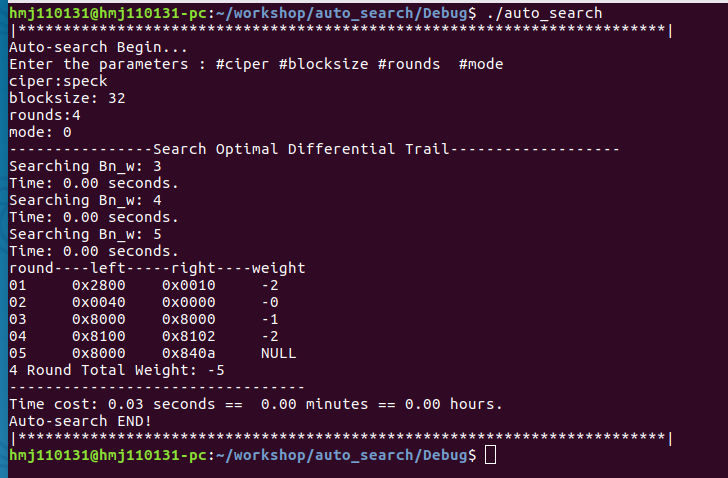 hmj110131@hmj110131-pc:~/workshop/auto_search/Debug$ ./auto_search
|*************************************************************************|
Auto-search Begin...
Enter the parameters : #ciper #blocksize #rounds  #mode
ciper:speck
blocksize: 32
rounds:4
mode: 0
----------------Search Optimal Differential Trail-------------------
Searching Bn_w: 3
Time: 0.00 seconds.
Searching Bn_w: 4
Time: 0.00 seconds.
Searching Bn_w: 5
Time: 0.00 seconds.
round----left-----right----weight
01     0x2800    0x0010     -2
02     0x0040    0x0000     -0
03     0x8000    0x8000     -1
04     0x8100    0x8102     -2
05     0x8000    0x840a     NULL
4 Round Total Weight: -5
---------------------------------
Time cost: 0.03 seconds ==  0.00 minutes == 0.00 hours.
Auto-search END!
|*************************************************************************|
hmj110131@hmj110131-pc:~/workshop/auto_search/Debug$